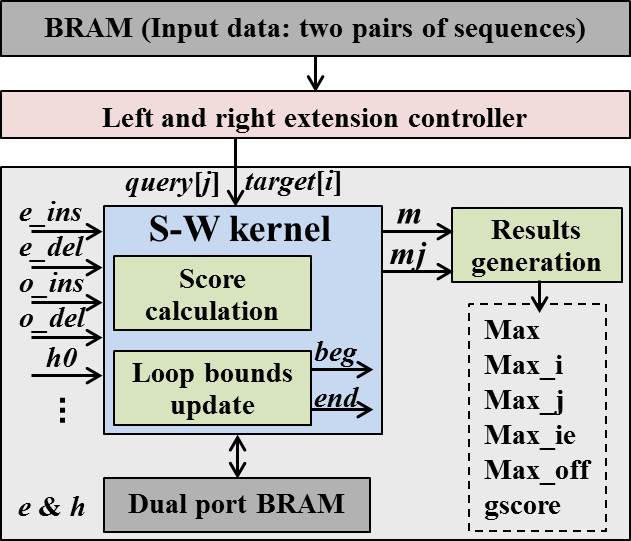 BRAM (Input data: two pairs of sequences)
Left and right extension controller
query[j] target[i]
e_ins
e_del
o_ins
o_del
h0
⋮
S-W kernel
Score
calculation
Loop bounds
update
beg
end
m
mj
Results
generation
Max
Max_i
Max_j
Max_ie
Max_off
gscore
e & h
Dual port BRAM